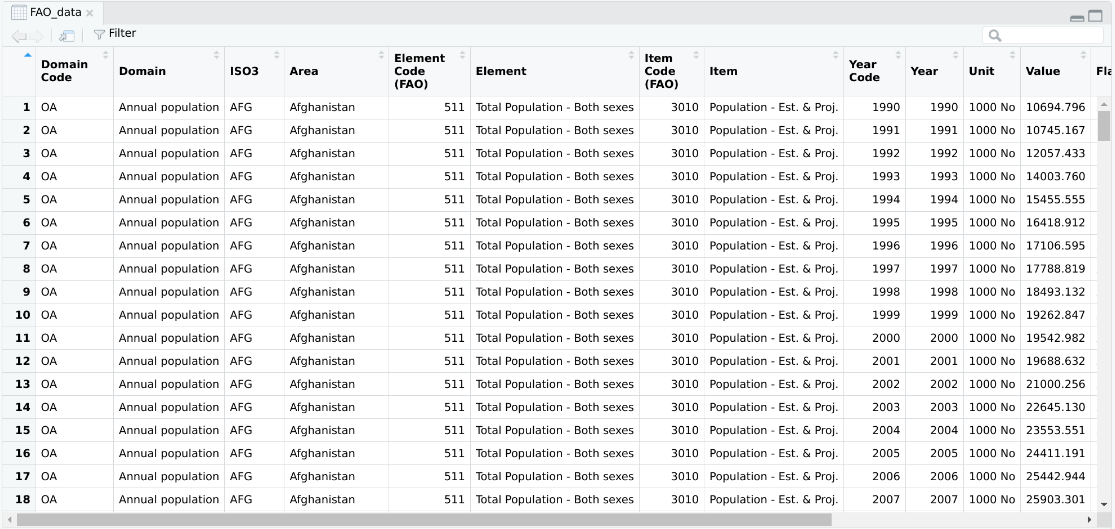 FAO_data
Filter
Domain Code Domain ISO3 Area Element Code (FAO) Element Item Code (FAO) Item Year Code Year Unit Value Fla
1 OA Annual population AFG Afghanistan 511 Total Population - Both sexes 3010 Population - Est. & Proj. 1990 1990 1000 No 10694.796
2 OA Annual population AFG Afghanistan 511 Total Population - Both sexes 3010 Population - Est. & Proj. 1991 1991 1000 No 10745.167
3 OA Annual population AFG Afghanistan 511 Total Population - Both sexes 3010 Population - Est. & Proj. 1992 1992 1000 No 12057.433
4 OA Annual population AFG Afghanistan 511 Total Population - Both sexes 3010 Population - Est. & Proj. 1993 1993 1000 No 14003.760
5 OA Annual population AFG Afghanistan 511 Total Population - Both sexes 3010 Population - Est. & Proj. 1994 1994 1000 No 15455.555
6 OA Annual population AFG Afghanistan 511 Total Population - Both sexes 3010 Population - Est. & Proj. 1995 1995 1000 No 16418.912
7 OA Annual population AFG Afghanistan 511 Total Population - Both sexes 3010 Population - Est. & Proj. 1996 1996 1000 No 17106.595
8 OA Annual population AFG Afghanistan 511 Total Population - Both sexes 3010 Population - Est. & Proj. 1997 1997 1000 No 17788.819
9 OA Annual population AFG Afghanistan 511 Total Population - Both sexes 3010 Population - Est. & Proj. 1998 1998 1000 No 18493.132
10 OA Annual population AFG Afghanistan 511 Total Population - Both sexes 3010 Population - Est. & Proj. 1999 1999 1000 No 19262.847
11 OA Annual population AFG Afghanistan 511 Total Population - Both sexes 3010 Population - Est. & Proj. 2000 2000 1000 No 19542.982
12 OA Annual population AFG Afghanistan 511 Total Population - Both sexes 3010 Population - Est. & Proj. 2001 2001 1000 No 19688.632
13 OA Annual population AFG Afghanistan 511 Total Population - Both sexes 3010 Population - Est. & Proj. 2002 2002 1000 No 21000.256
14 OA Annual population AFG Afghanistan 511 Total Population - Both sexes 3010 Population - Est. & Proj. 2003 2003 1000 No 22645.130
15 OA Annual population AFG Afghanistan 511 Total Population - Both sexes 3010 Population - Est. & Proj. 2004 2004 1000 No 23553.551
16 OA Annual population AFG Afghanistan 511 Total Population - Both sexes 3010 Population - Est. & Proj. 2005 2005 1000 No 24411.191
17 OA Annual population AFG Afghanistan 511 Total Population - Both sexes 3010 Population - Est. & Proj. 2006 2006 1000 No 25442.944
18 OA Annual population AFG Afghanistan 511 Total Population - Both sexes 3010 Population - Est. & Proj. 2007 2007 1000 No 25903.301